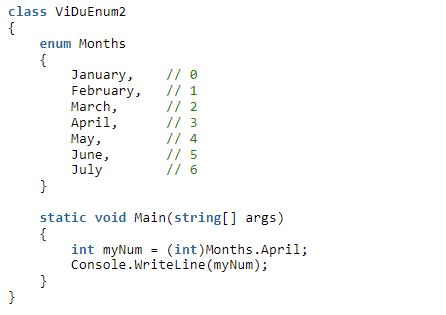 class ViDuEnum2
{
    enum Months
    {
        January,    // 0
        February,   // 1
        March,      // 2
        April,      // 3
        May,        // 4
        June,       // 5
        July        // 6
    }

    static void Main(string[] args)
    {
        int myNum = (int)Months.April;
        Console.WriteLine(myNum);
    }
}